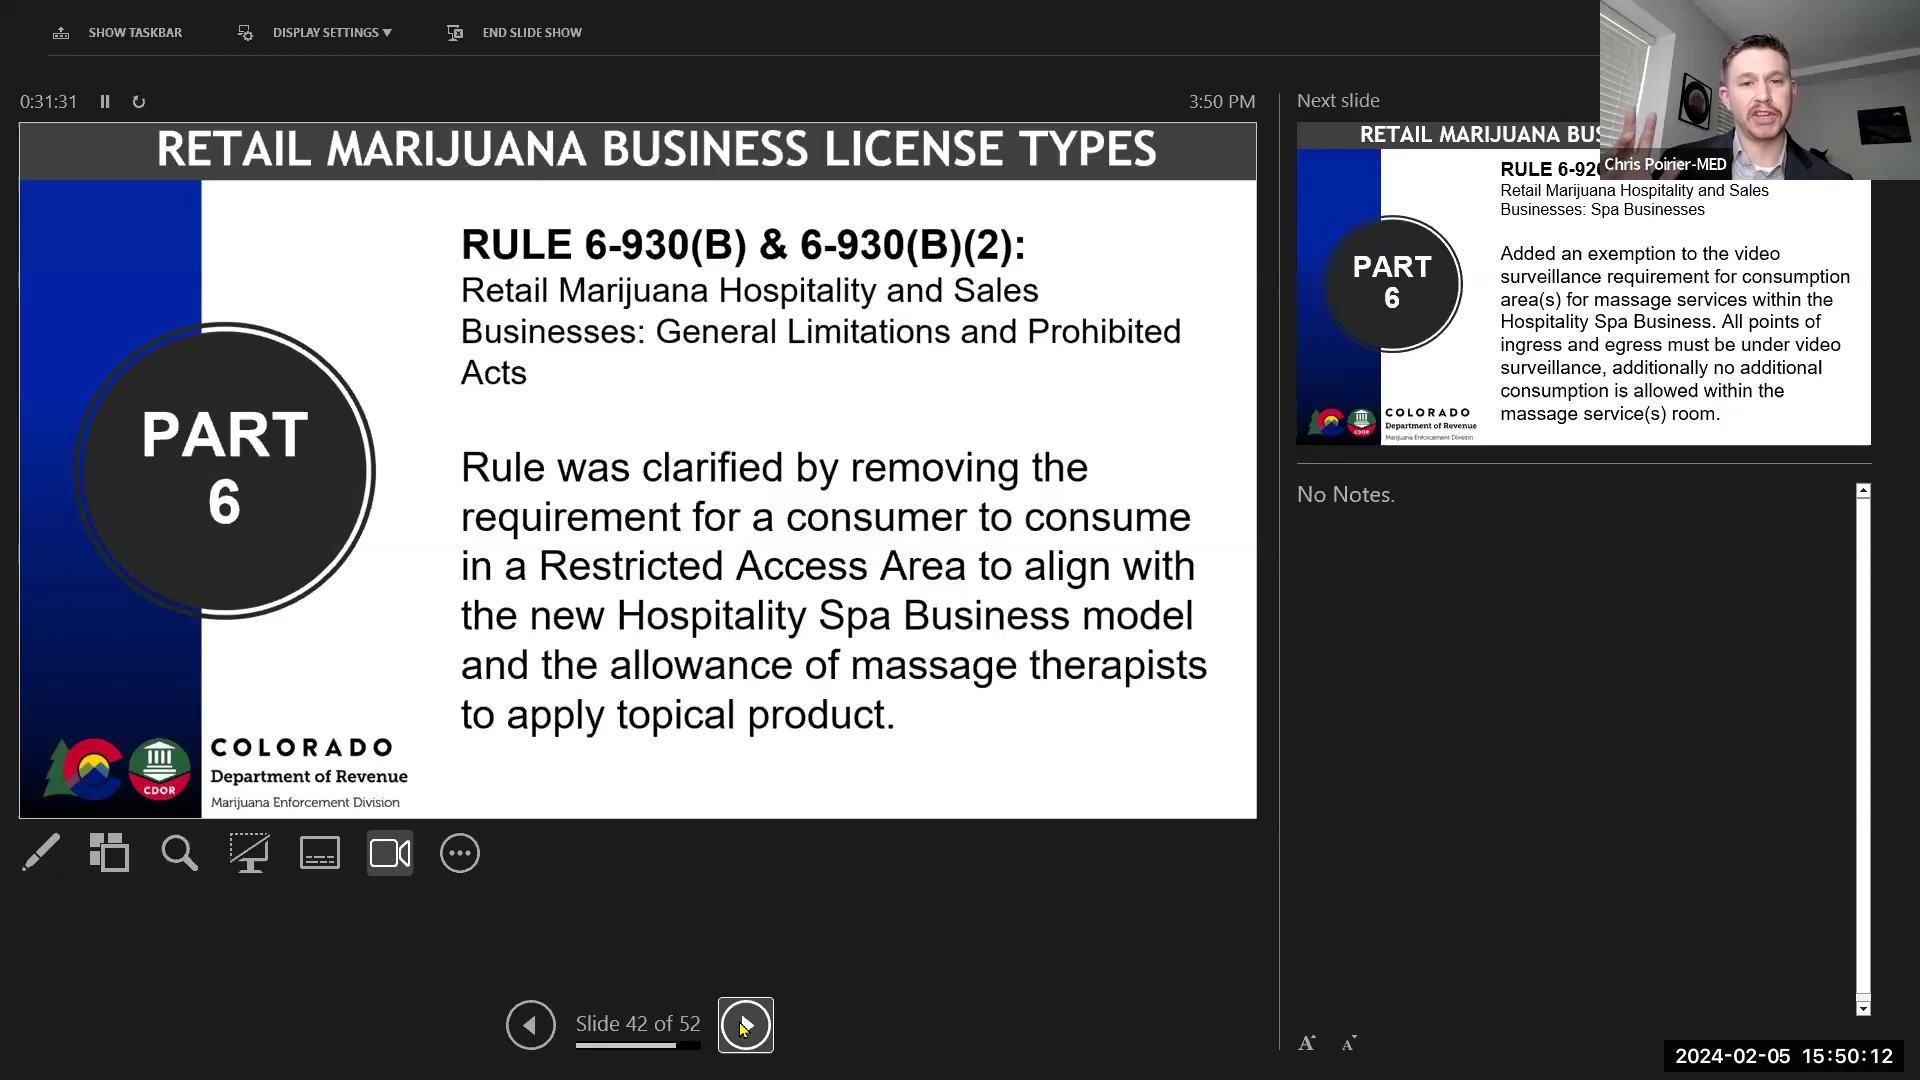 SHOW TASKBAR
DISPLAY SETTINGS ▼
END SLIDE SHOW
0:31:31
3:50 PM
RETAIL MARIJUANA BUSINESS LICENSE TYPES
PART
6
RULE 6-930(B) & 6-930(B)(2):
Retail Marijuana Hospitality and Sales
Businesses: General Limitations and Prohibited
Acts
Rule was clarified by removing the
requirement for a consumer to consume
in a Restricted Access Area to align with
the new Hospitality Spa Business model
and the allowance of massage therapists
to apply topical product.
CDOR
COLORADO
Department of Revenue
Marijuana Enforcement Division
Slide 42 of 52
Next slide
Chris Poirier-MED
RETAIL MARIJUANA
RULE
Retail Marijuana Hospitality and Sales
Businesses: Spa Businesses
PART
6
Added an exemption to the video
surveillance requirement for consumption
area(s) for massage services within the
Hospitality Spa Business. All points of
ingress and egress must be under video
surveillance, additionally no additional
consumption is allowed within the
massage service(s) room.
CDOR
COLORADO
Department of Revenue
Marijuana Enforcement Division
No Notes.
A A
2024-02-05 15:50:12